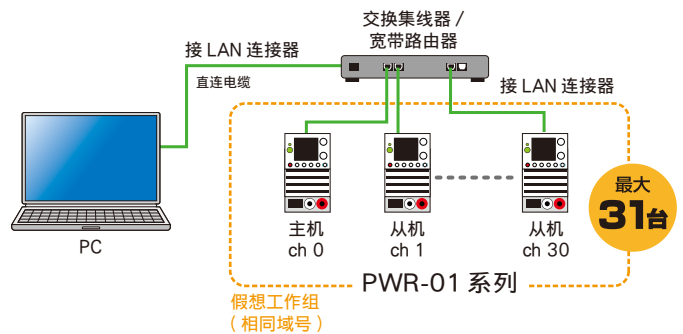 交换集线器 /
宽带路由器
接 LAN 连接器
直连电缆
接 LAN 连接器
PC
主机
ch 0
从机
ch 1
从机
ch 30
最大
31台
PWR-01 系列
假想工作组
( 相同域号 )